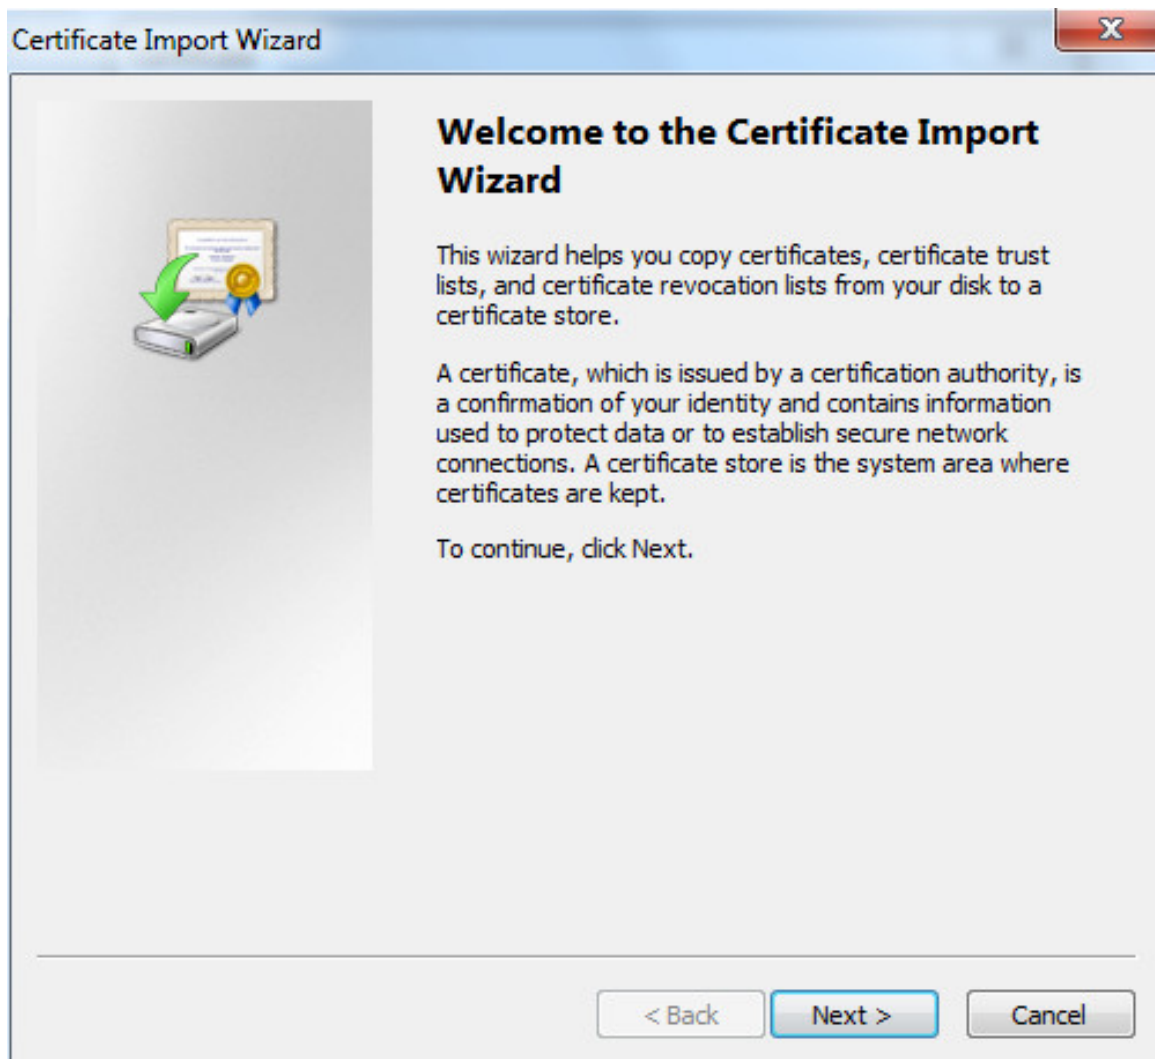 Certificate Import Wizard
X
Welcome to the Certificate Import
Wizard
This wizard helps you copy certificates, certificate trust
lists, and certificate revocation lists from your disk to a
certificate store.
A certificate, which is issued by a certification authority, is
a confirmation of your identity and contains information
used to protect data or to establish secure network
connections. A certificate store is the system area where
certificates are kept.
To continue, click Next.
< Back Next > Cancel